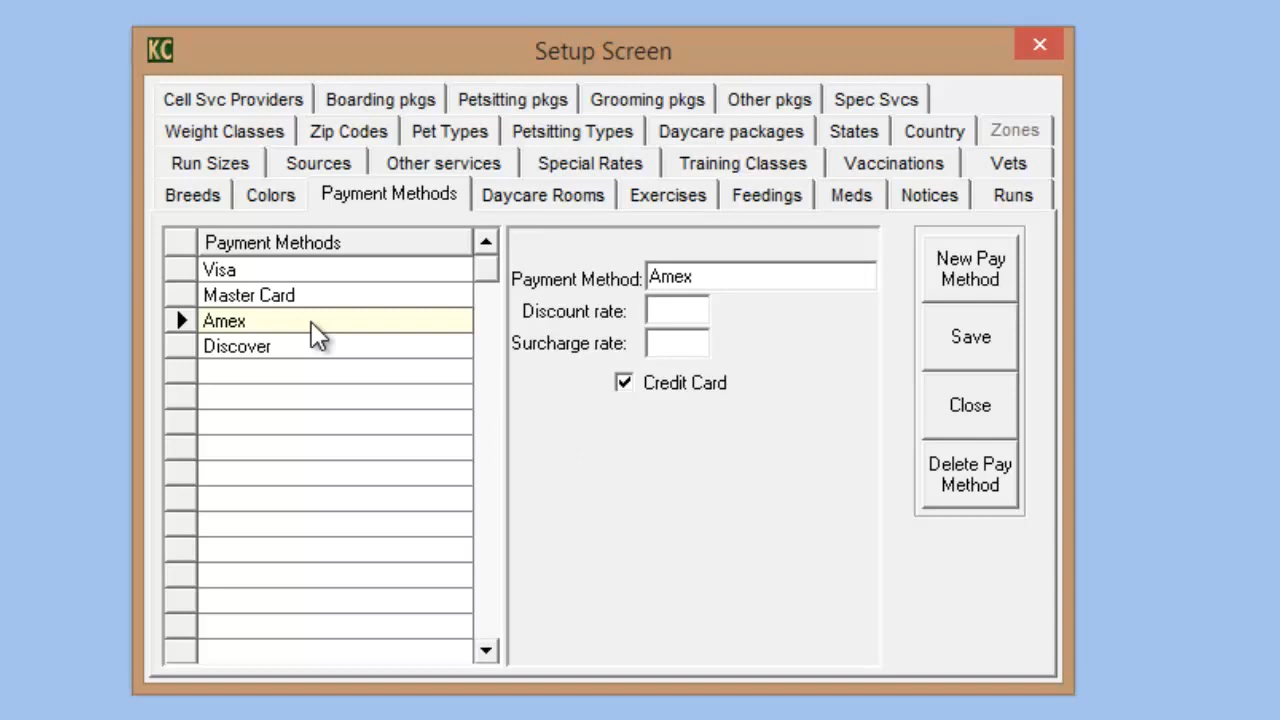 KC Setup Screen
Cell Svc Providers Boarding pkgs Petsitting pkgs Grooming pkgs Other pkgs Spec Svcs
Weight Classes Zip Codes Pet Types Petsitting Types Daycare packages States Country Zones
Run Sizes Sources Other services Special Rates Training Classes Vaccinations Vets
Breeds Colors Payment Methods Daycare Rooms Exercises Feedings Meds Notices Runs
Payment Methods
Visa
Master Card
Amex
Discover
Payment Method: Amex
Discount rate:
Surcharge rate:
Credit Card
New Pay
Method
Save
Close
Delete Pay
Method